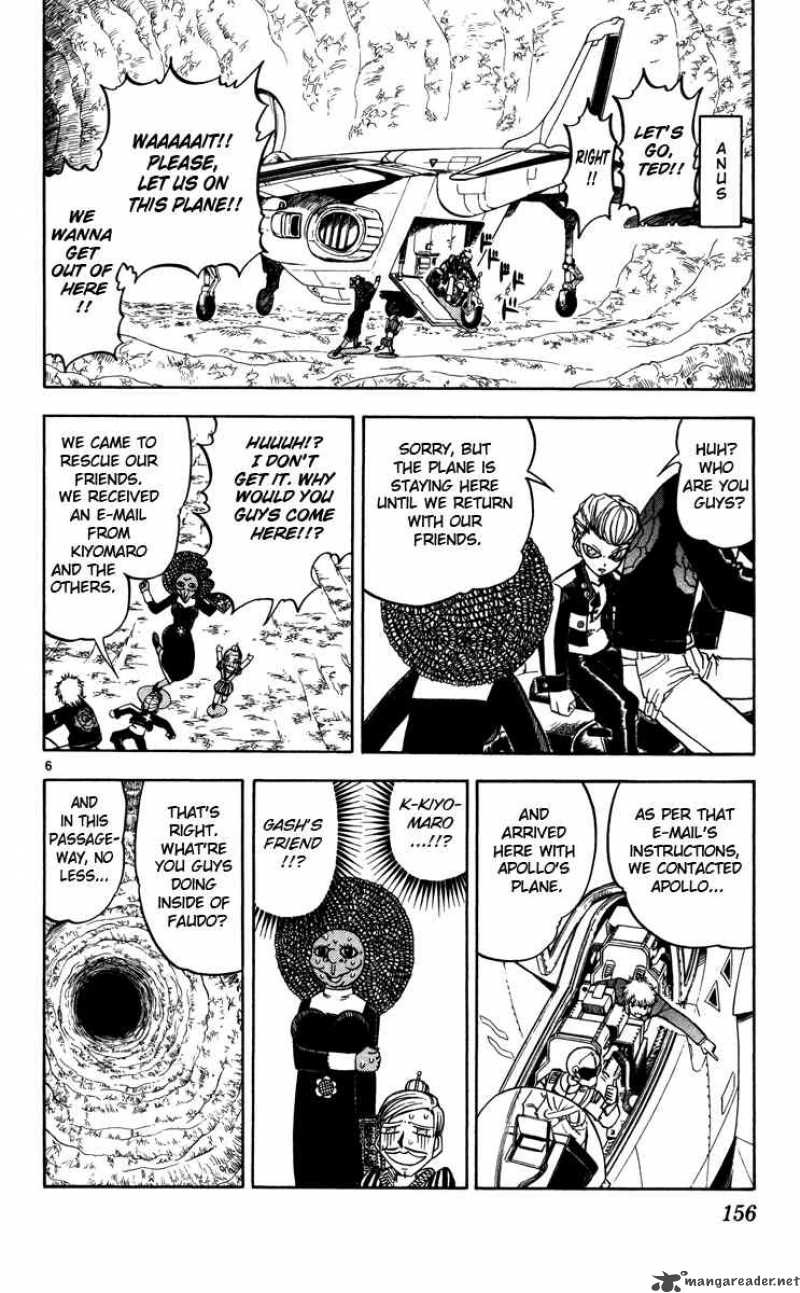 LET'S
GO,
TED!!
ANUS
RIGHT
!!
ドドド
ドド
WAAAAAIT!!
PLEASE,
LET US ON
THIS PLANE!!
WE
WANNA
GET
OUT OF
HERE
!!
HUH?
WHO
ARE YOU
GUYS?
SORRY, BUT
THE PLANE IS
STAYING HERE
UNTIL WE RETURN
WITH OUR
FRIENDS.
HUUUH!?
I DON'T
GET IT. WHY
WOULD YOU
GUYS COME
HERE!!?
WE CAME TO
RESCUE OUR
FRIENDS.
WE RECEIVED
AN E-MAIL
FROM
KIYOMARO
AND THE
OTHERS.
6
AS PER THAT
E-MAIL'S
INSTRUCTIONS,
WE CONTACTED
APOLLO...
AND
ARRIVED
HERE WITH
APOLLO'S
PLANE.
K-KIYO-
MARO
...!!?
GASH'S
FRIEND
!!?
THAT'S
RIGHT.
WHAT'RE
YOU GUYS
DOING
INSIDE OF
FAUDO?
AND
IN THIS
PASSAGE-
WAY, NO
LESS...
156
mangareader.net